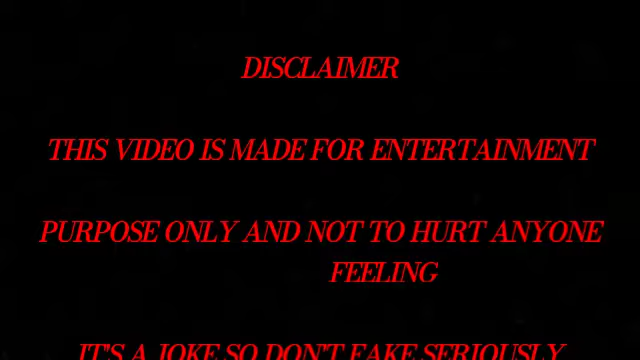 DISCLAIMER
THIS VIDEO IS MADE FOR ENTERTAINMENT
PURPOSE ONLY AND NOT TO HURT ANYONE
FEELING
IT'S A JOKE SO DON'T FAKE SERIOUSLY